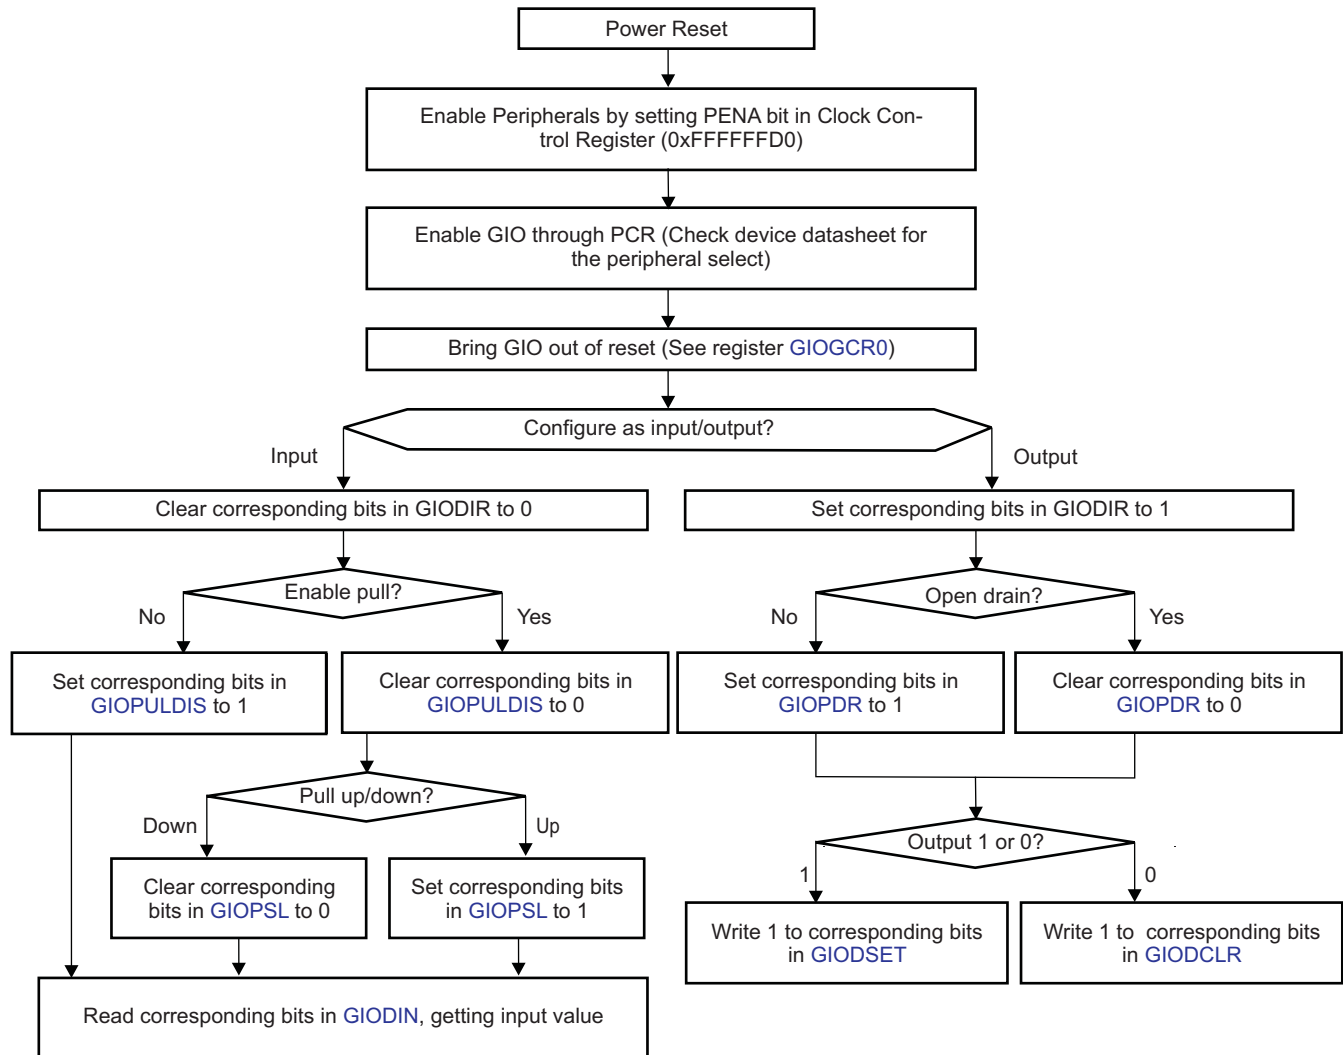 Power Reset
Enable Peripherals by setting PENA bit in Clock Con-
trol Register (0xFFFFFFD0)
Enable GIO through PCR (Check device datasheet for
the peripheral select)
Bring GIO out of reset (See register GIOGCR0)
Configure as input/output?
Input
Output
Clear corresponding bits in GIODIR to 0
Set corresponding bits in GIODIR to 1
Enable pull?
Open drain?
No
Yes
No
Yes
Set corresponding bits in
GIOPULDIS to 1
Clear corresponding bits in
GIOPULDIS to 0
Set corresponding bits in
GIOPDR to 1
Clear corresponding bits in
GIOPDR to 0
Pull up/down?
Down
Up
Output 1 or 0?
1
0
Clear corresponding
bits in GIOPSL to 0
Set corresponding bits
in GIOPSL to 1
Write 1 to corresponding bits
in GIODSET
Write 1 to corresponding bits
in GIODCLR
Read corresponding bits in GIODIN, getting input value